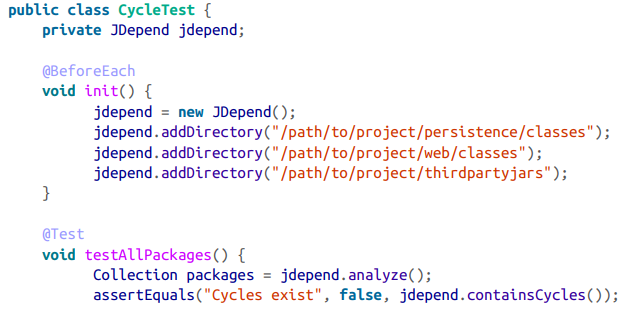 public class CycleTest {
    private JDepend jdepend;

    @BeforeEach
    void init() {
          jdepend = new JDepend();
          jdepend.addDirectory("/path/to/project/persistence/classes");
          jdepend.addDirectory("/path/to/project/web/classes");
          jdepend.addDirectory("/path/to/project/thirdpartyjars");
    }

    @Test
    void testAllPackages() {
          Collection packages = jdepend.analyze();
          assertEquals("Cycles exist", false, jdepend.containsCycles());